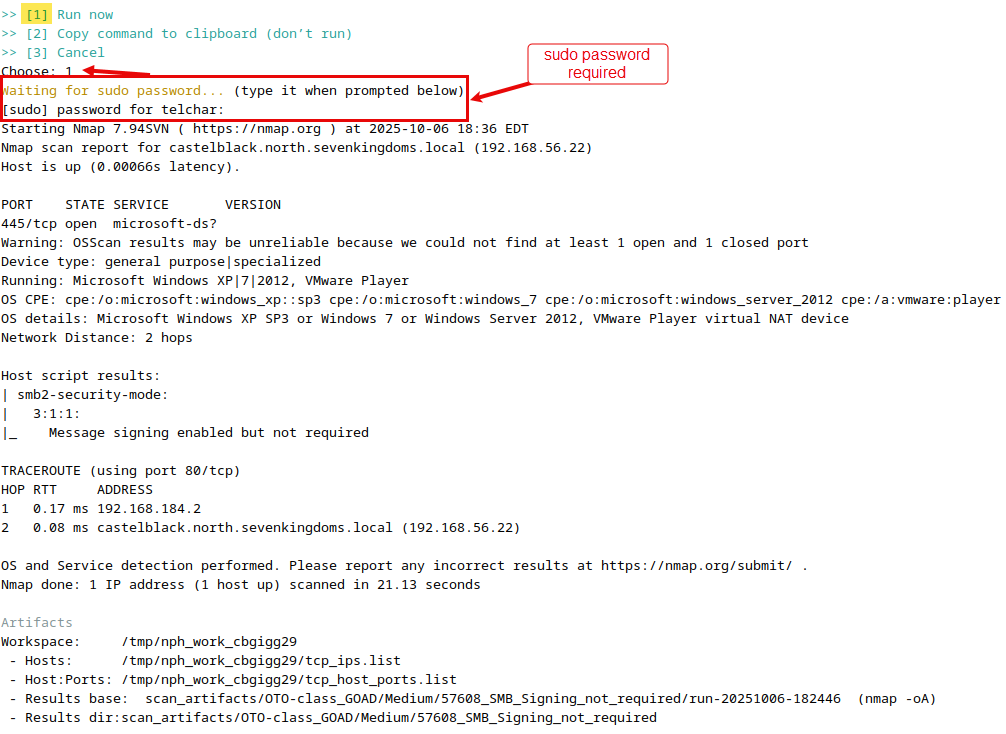 >> [1] Run now
>> [2] Copy command to clipboard (don’t run)
>> [3] Cancel
Choose: 1
sudo password
required
Waiting for sudo password... (type it when prompted below)
[sudo] password for telchar:
Starting Nmap 7.94SVN ( https://nmap.org ) at 2025-10-06 18:36 EDT
Nmap scan report for castelblack.north.sevenkingdoms.local (192.168.56.22)
Host is up (0.00066s latency).
PORT    STATE SERVICE       VERSION
445/tcp open  microsoft-ds?
Warning: OSScan results may be unreliable because we could not find at least 1 open and 1 closed port
Device type: general purpose|specialized
Running: Microsoft Windows XP|7|2012, VMware Player
OS CPE: cpe:/o:microsoft:windows_xp::sp3 cpe:/o:microsoft:windows_7 cpe:/o:microsoft:windows_server_2012 cpe:/a:vmware:player
OS details: Microsoft Windows XP SP3 or Windows 7 or Windows Server 2012, VMware Player virtual NAT device
Network Distance: 2 hops
Host script results:
| smb2-security-mode:
|   3:1:1:
|_    Message signing enabled but not required
TRACEROUTE (using port 80/tcp)
HOP RTT     ADDRESS
1   0.17 ms 192.168.184.2
2   0.08 ms castelblack.north.sevenkingdoms.local (192.168.56.22)
OS and Service detection performed. Please report any incorrect results at https://nmap.org/submit/ .
Nmap done: 1 IP address (1 host up) scanned in 21.13 seconds
Artifacts
Workspace:     /tmp/nph_work_cbgigg29
 - Hosts:      /tmp/nph_work_cbgigg29/tcp_ips.list
 - Host:Ports: /tmp/nph_work_cbgigg29/tcp_host_ports.list
 - Results base:  scan_artifacts/OTO-class_GOAD/Medium/57608_SMB_Signing_not_required/run-20251006-182446  (nmap -oA)
 - Results dir:scan_artifacts/OTO-class_GOAD/Medium/57608_SMB_Signing_not_required